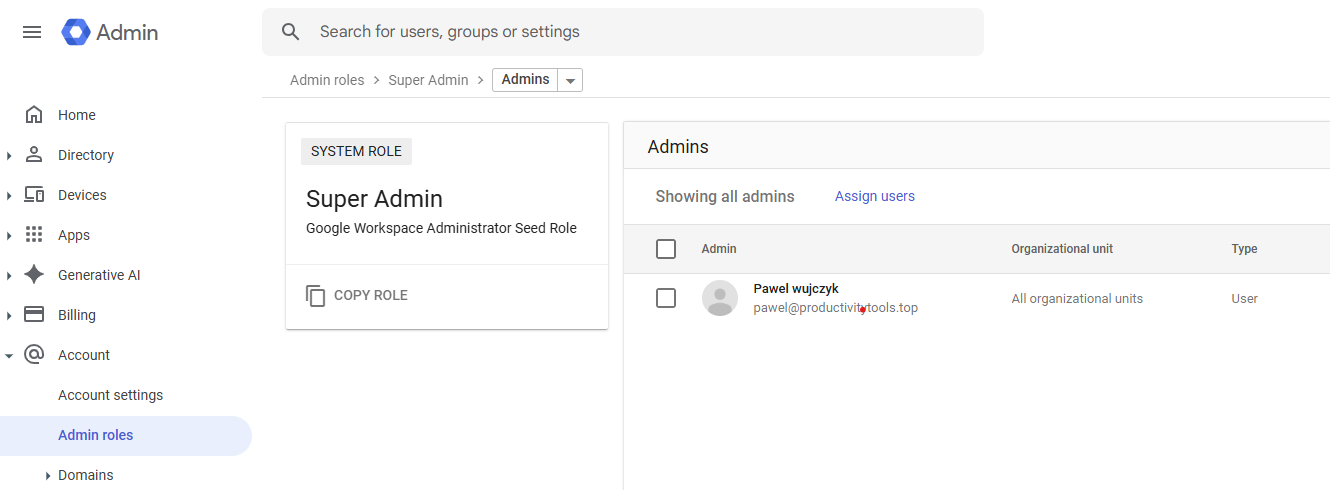 Admin
Search for users, groups or settings
Admin roles > Super Admin > Admins
Home
Directory
Devices
Apps
Generative AI
Billing
Account
Account settings
Admin roles
Domains
SYSTEM ROLE
Super Admin
Google Workspace Administrator Seed Role
COPY ROLE
Admins
Showing all admins Assign users
Admin Organizational unit Type
Pawel wujczyk
pawel@productivitytools.top All organizational units User